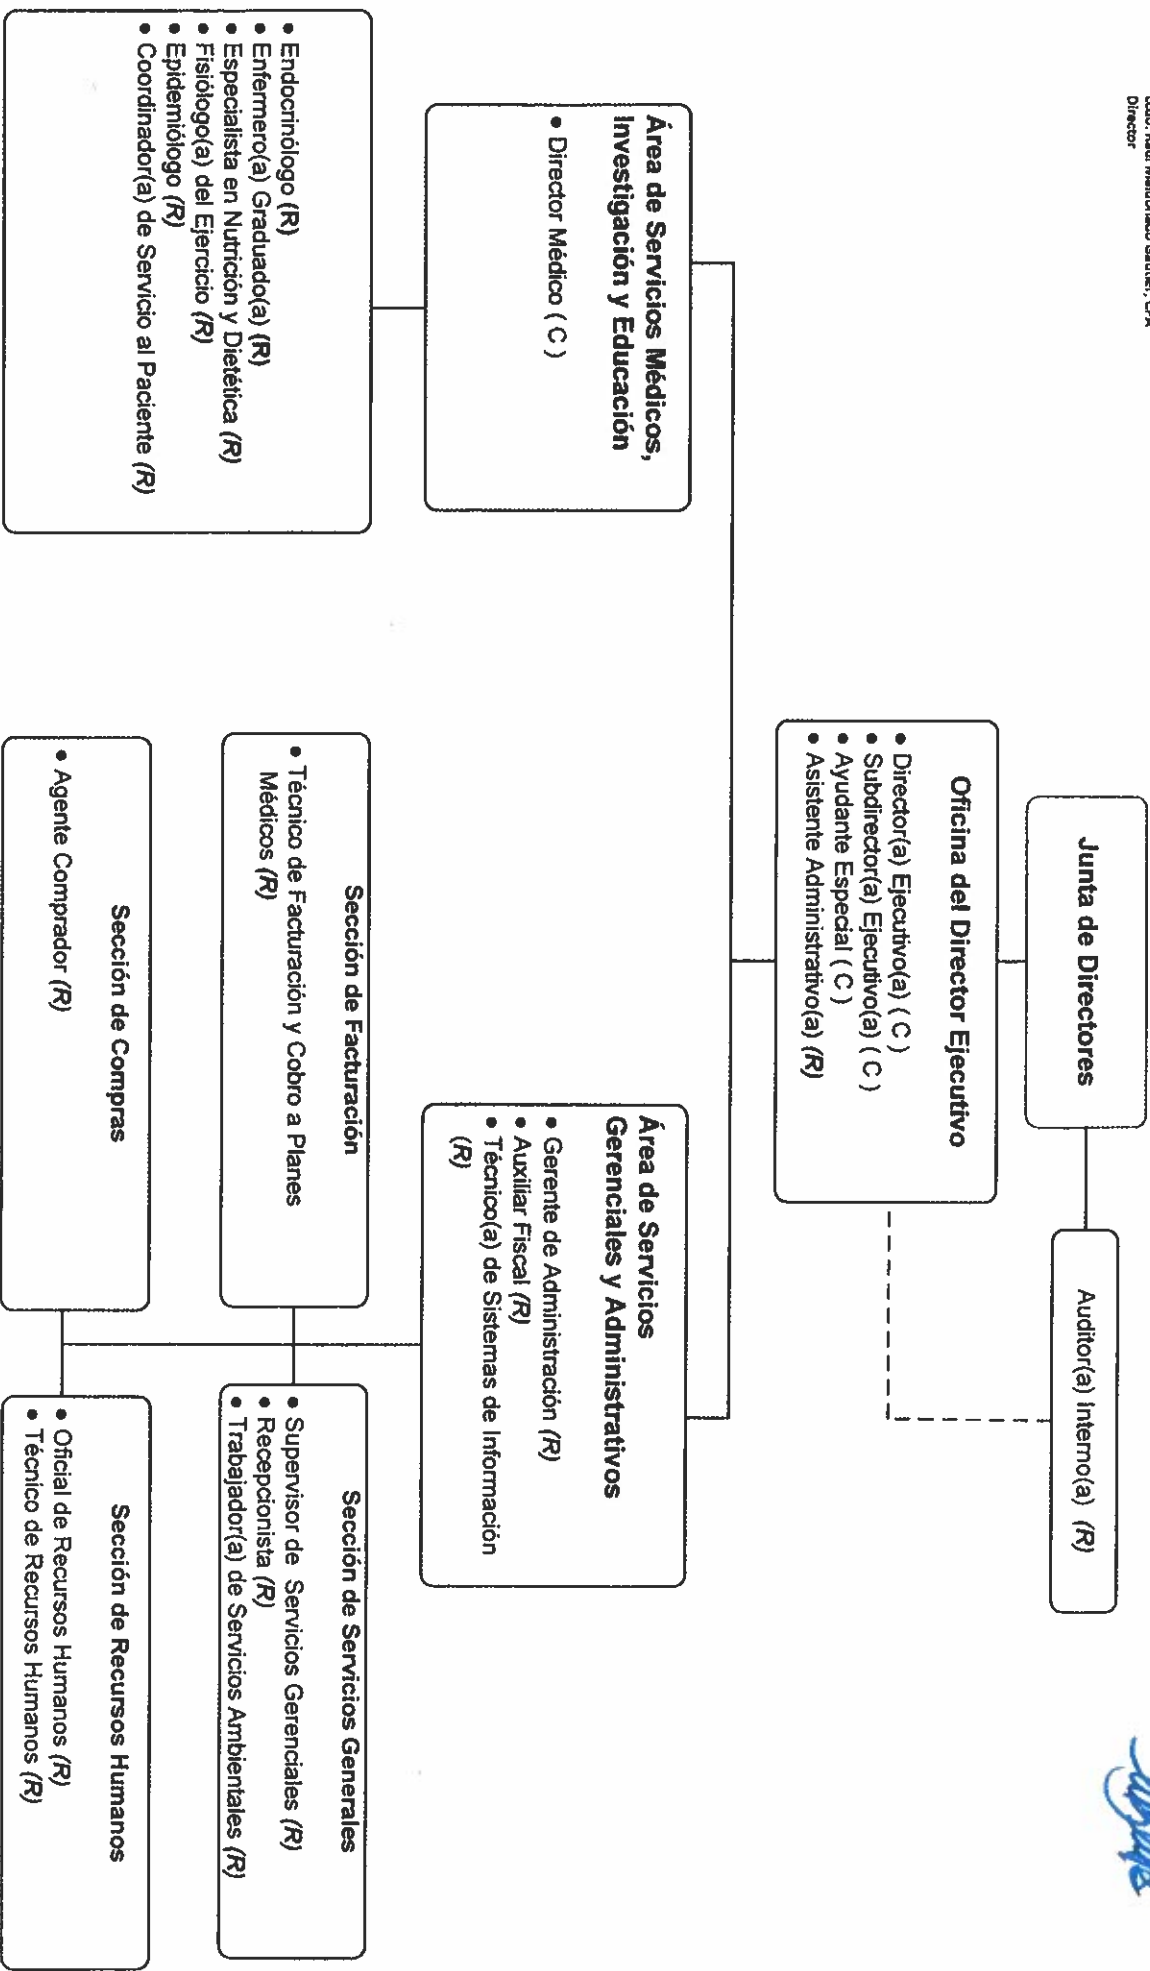 Director
Junta de Directores
Auditor(a) Interno(a) (R)
Oficina del Director Ejecutivo
• Director(a) Ejecutivo(a) ( C )
• Subdirector(a) Ejecutivo(a) ( C )
• Ayudante Especial ( C )
• Asistente Administrativo(a) (R)
Área de Servicios Médicos,
Investigación y Educación
• Director Médico ( C )
• Endocrinólogo (R)
• Enfermero(a) Graduado(a) (R)
• Especialista en Nutrición y Dietética (R)
• Fisiólogo(a) del Ejercicio (R)
• Epidemiólogo (R)
• Coordinador(a) de Servicio al Paciente (R)
Área de Servicios
Gerenciales y Administrativos
• Gerente de Administración (R)
• Auxiliar Fiscal (R)
• Técnico(a) de Sistemas de Información
(R)
Sección de Facturación
• Técnico de Facturación y Cobro a Planes
Médicos (R)
Sección de Servicios Generales
• Supervisor de Servicios Gerenciales (R)
• Recepcionista (R)
• Trabajador(a) de Servicios Ambientales (R)
Sección de Compras
• Agente Comprador (R)
Sección de Recursos Humanos
• Oficial de Recursos Humanos (R)
• Técnico de Recursos Humanos (R)